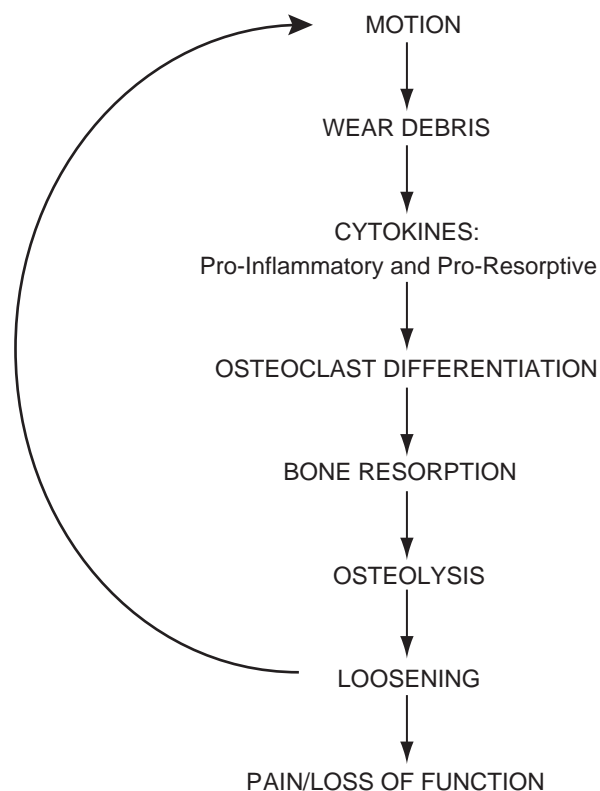 MOTION
WEAR DEBRIS
CYTOKINES:
Pro-Inflammatory and Pro-Resorptive
OSTEOCLAST DIFFERENTIATION
BONE RESORPTION
OSTEOLYSIS
LOOSENING
PAIN/LOSS OF FUNCTION